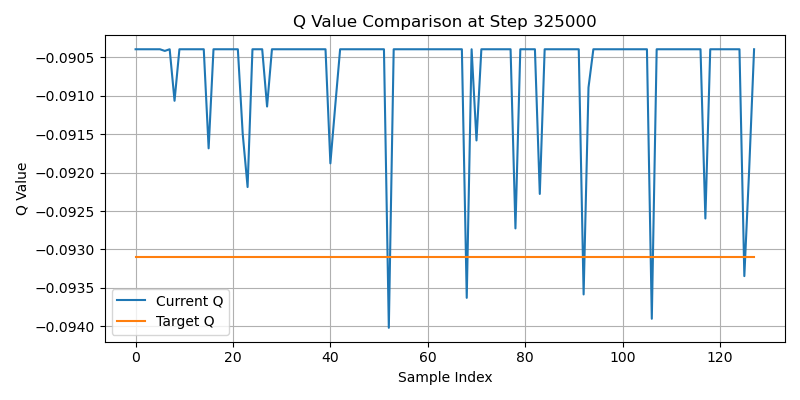 Q Value Comparison at Step 325000
Q Value
−0.0905
−0.0910
−0.0915
−0.0920
−0.0925
−0.0930
−0.0935
−0.0940
Current Q
Target Q
0 20 40 60 80 100 120
Sample Index